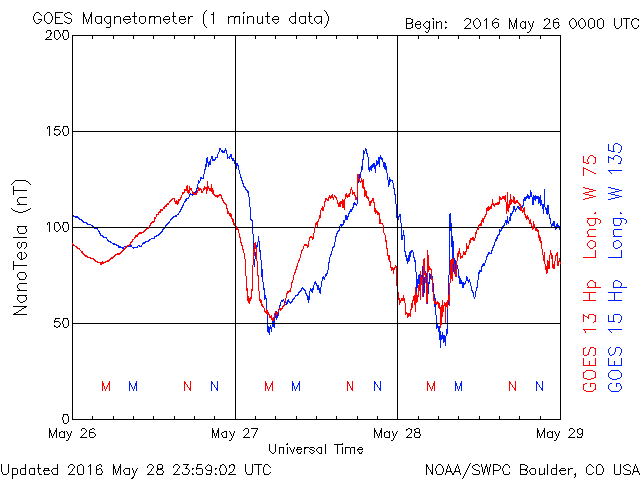 GOES Magnetometer (1 minute data)
Begin: 2016 May 26 0000 UTC
200
150
100
50
0
NanoTesla (nT)
M M N N M M N N M M N N
May 26 May 27 May 28 May 29
Universal Time
GOES 13 Hp Long. W 75
GOES 15 Hp Long. W 135
Updated 2016 May 28 23:59:02 UTC
NOAA/SWPC Boulder, CO USA